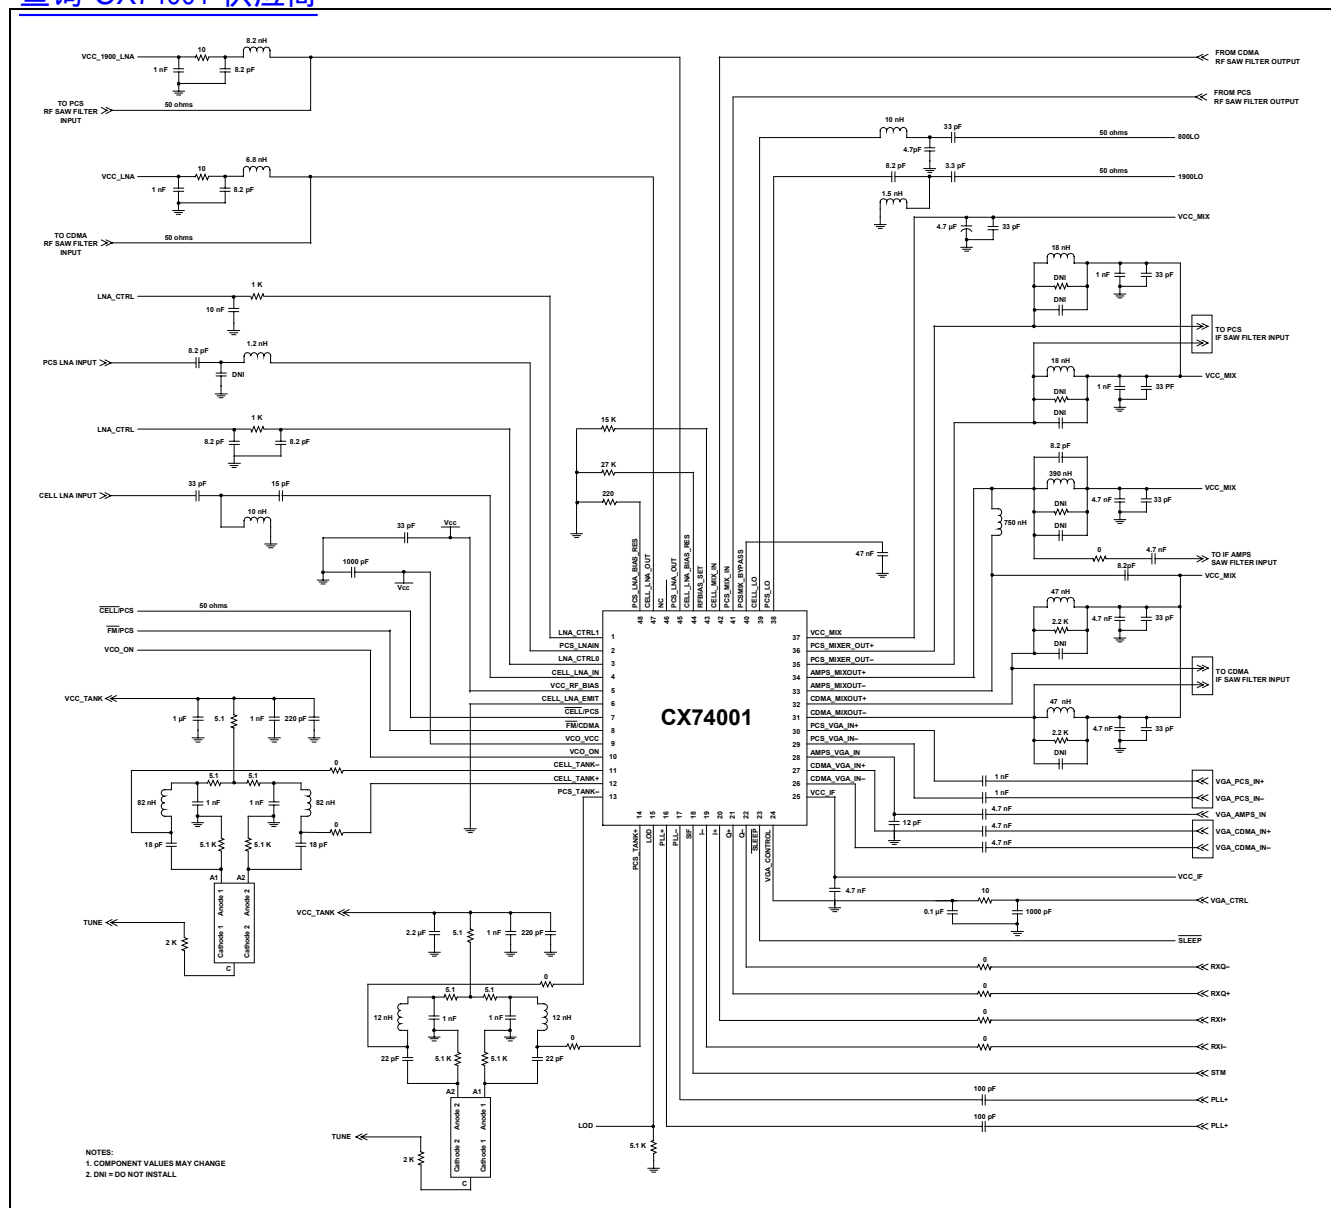 查询"CX74001"供应商
VCC_1900_LNA
10
8.2 nH
1 nF
8.2 pF
TO PCS
RF SAW FILTER
INPUT
50 ohms
VCC_LNA
10
6.8 nH
1 nF
8.2 pF
TO CDMA
RF SAW FILTER
INPUT
50 ohms
LNA_CTRL
1 K
10 nF
PCS LNA INPUT
8.2 pF
1.2 nH
DNI
LNA_CTRL
1 K
8.2 pF
8.2 pF
CELL LNA INPUT
33 pF
15 pF
10 nH
33 pF
Vcc
1000 pF
Vcc
15 K
27 K
220
CELL/PCS
50 ohms
FM/PCS
VCO_ON
FROM CDMA
RF SAW FILTER OUTPUT
FROM PCS
RF SAW FILTER OUTPUT
10 nH
33 pF
4.7pF
50 ohms
800LO
8.2 pF
3.3 pF
50 ohms
1900LO
1.5 nH
VCC_MIX
4.7 µF
33 pF
18 nH
DNI
DNI
1 nF
33 pF
TO PCS
IF SAW FILTER INPUT
18 nH
VCC_MIX
DNI
DNI
1 nF
33 PF
8.2 pF
390 nH
VCC_MIX
DNI
DNI
4.7 nF
33 pF
750 nH
0
4.7 nF
TO IF AMPS
SAW FILTER INPUT
8.2pF
VCC_MIX
47 nH
2.2 K
DNI
4.7 nF
33 pF
TO CDMA
IF SAW FILTER INPUT
47 nH
2.2 K
DNI
4.7 nF
33 pF
47 nF
PCS_LNA_BIAS_RES
CELL_LNA_OUT
NC
PCS_LNA_OUT
CELL_LNA_BIAS_RES
RFBIAS_SET
CELL_MIX_IN
PCS_MIX_IN
PCSMIX_BYPASS
CELL_LO
PCS_LO
48
47
46
45
44
43
42
41
40
39
38
CX74001
LNA_CTRL1
1
PCS_LNAIN
2
LNA_CTRL0
3
CELL_LNA_IN
4
VCC_RF_BIAS
5
CELL_LNA_EMIT
6
CELL/PCS
7
FM/CDMA
8
VCO_VCC
9
VCO_ON
10
CELL_TANK–
11
CELL_TANK+
12
PCS_TANK–
13
37
VCC_MIX
36
PCS_MIXER_OUT+
35
PCS_MIXER_OUT–
34
AMPS_MIXOUT+
33
AMPS_MIXOUT–
32
CDMA_MIXOUT+
31
CDMA_MIXOUT–
30
PCS_VGA_IN+
29
PCS_VGA_IN–
28
AMPS_VGA_IN
27
CDMA_VGA_IN+
26
CDMA_VGA_IN–
25
VCC_IF
14
15
16
17
18
19
20
21
22
23
24
PCS_TANK+
LOD
PLL+
PLL–
SIF
I–
I+
Q+
Q–
SLEEP
VGA_CONTROL
1 nF
VGA_PCS_IN+
1 nF
VGA_PCS_IN–
4.7 nF
VGA_AMPS_IN
12 pF
4.7 nF
VGA_CDMA_IN+
4.7 nF
VGA_CDMA_IN–
VCC_IF
4.7 nF
10
VGA_CTRL
0.1 µF
1000 pF
SLEEP
0
RXQ–
0
RXQ+
0
RXI+
0
RXI–
STM
100 pF
PLL+
100 pF
PLL+
VCC_TANK
1 µF
5.1
1 nF
220 pF
0
5.1
5.1
82 nH
1 nF
1 nF
82 nH
0
18 pF
5.1 K
5.1 K
18 pF
A1
A2
Anode 1
Anode 2
Cathode 1
Cathode 2
TUNE
2 K
C
VCC_TANK
2.2 µF
5.1
1 nF
220 pF
0
5.1
5.1
12 nH
1 nF
1 nF
12 nH
0
22 pF
5.1 K
5.1 K
22 pF
A2
A1
Anode 2
Anode 1
Cathode 2
Cathode 1
TUNE
2 K
C
LOD
5.1 K
NOTES:
1. COMPONENT VALUES MAY CHANGE
2. DNI = DO NOT INSTALL